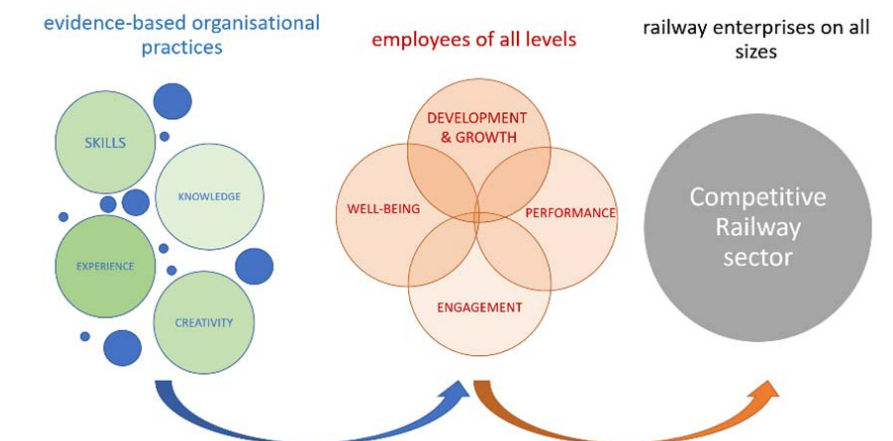 evidence-based organisational
practices
employees of all levels
railway enterprises on all
sizes
SKILLS
KNOWLEDGE
EXPERIENCE
CREATIVITY
DEVELOPMENT
& GROWTH
WELL-BEING
PERFORMANCE
ENGAGEMENT
Competitive
Railway
sector